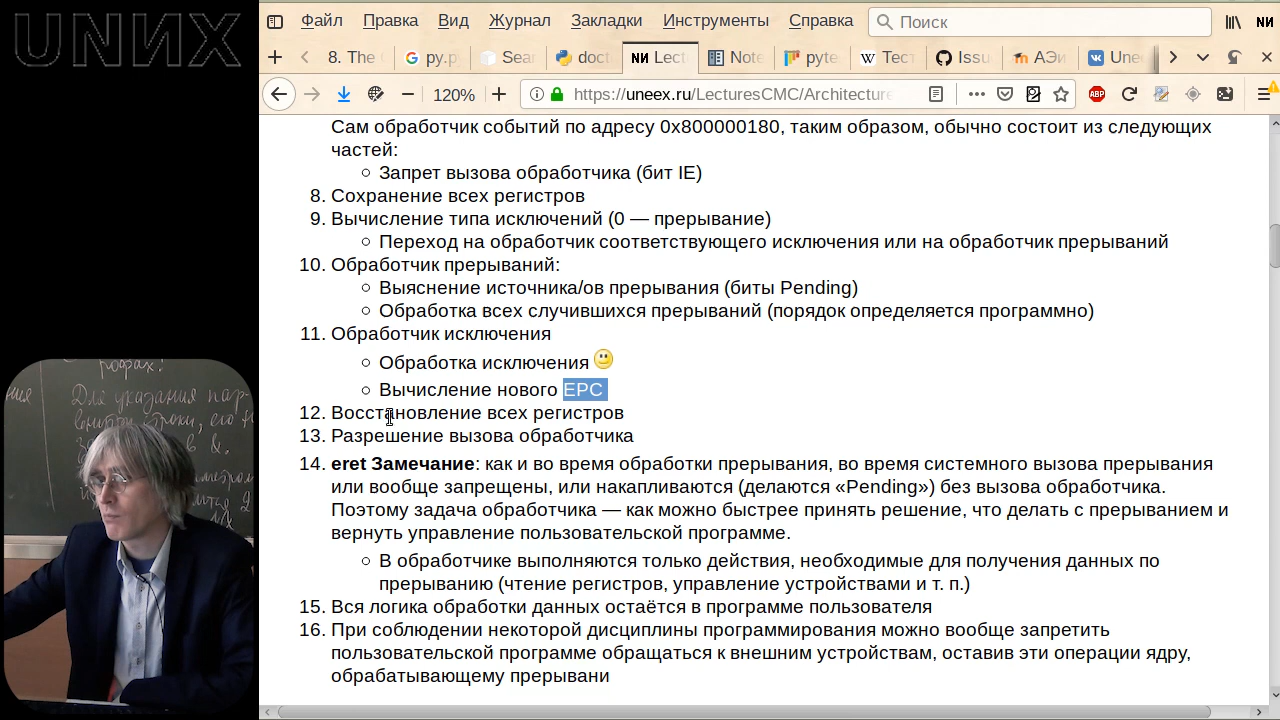 UNИX
Файл Правка Вид Журнал Закладки Инструменты Справка Поиск
8. The py.p Sear doct Lect Note pyte Тест Issu АЭи Unee
120% https://uneex.ru/LecturesCMC/Architecture
Сам обработчик событий по адресу 0x800000180, таким образом, обычно состоит из следующих
частей:
Запрет вызова обработчика (бит IE)
8. Сохранение всех регистров
9. Вычисление типа исключений (0 — прерывание)
Переход на обработчик соответствующего исключения или на обработчик прерываний
10. Обработчик прерываний:
Выяснение источника/ов прерывания (биты Pending)
Обработка всех случившихся прерываний (порядок определяется программно)
11. Обработчик исключения
Обработка исключения
Вычисление нового EPC
12. Восстановление всех регистров
13. Разрешение вызова обработчика
14. eret Замечание: как и во время обработки прерывания, во время системного вызова прерывания
или вообще запрещены, или накапливаются (делаются «Pending») без вызова обработчика.
Поэтому задача обработчика — как можно быстрее принять решение, что делать с прерыванием и
вернуть управление пользовательской программе.
В обработчике выполняются только действия, необходимые для получения данных по
прерыванию (чтение регистров, управление устройствами и т. п.)
15. Вся логика обработки данных остаётся в программе пользователя
16. При соблюдении некоторой дисциплины программирования можно вообще запретить
пользовательской программе обращаться к внешним устройствам, оставив эти операции ядру,
обрабатывающему прерывани